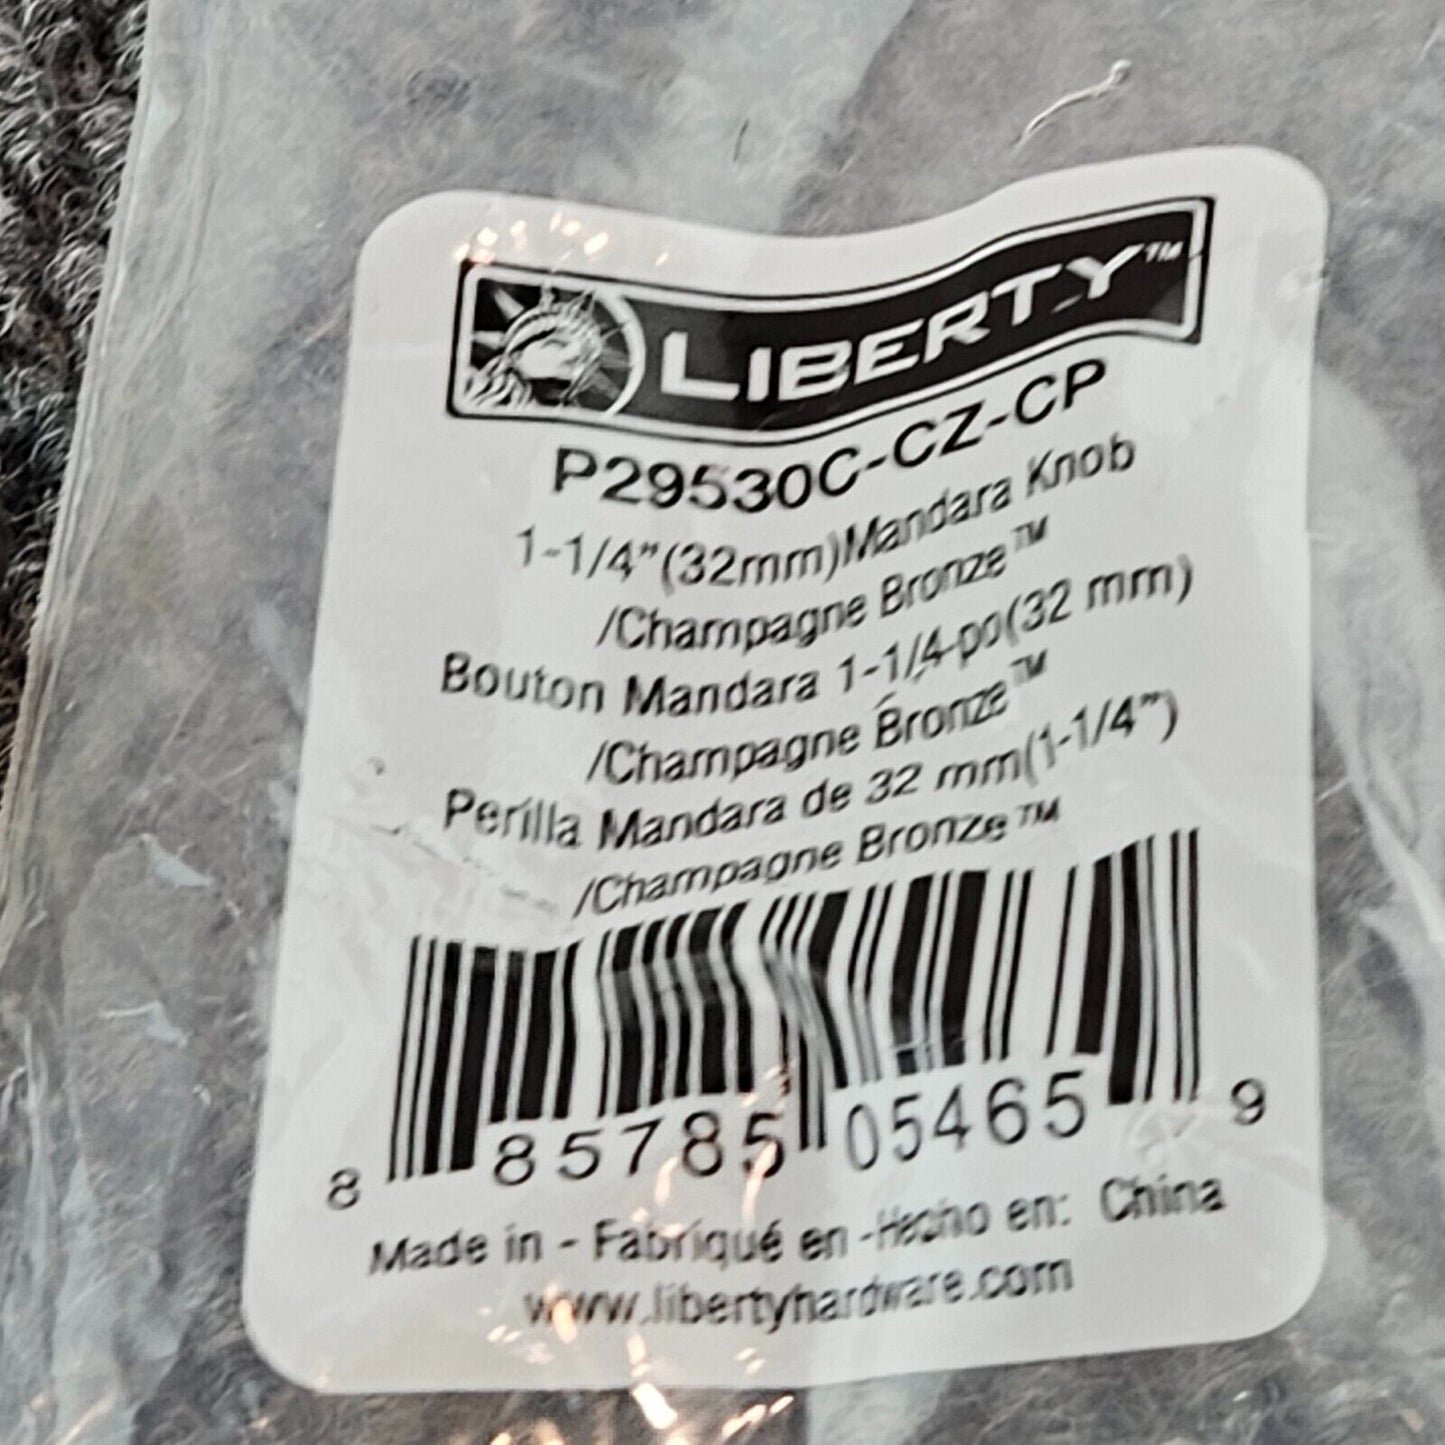 LIBERTY™
P29530C-CZ-CP
1-1/4"(32mm)Mandara Knob
/Champagne Bronze™
Bouton Mandara 1-1/4-po(32 mm)
/Champagne Bronze™
Perilla Mandara de 32 mm(1-1/4")
/Champagne Bronze™
8 85785 05465 9
Made in - Fabriqué en -Hecho en: China
www.libertyhardware.com